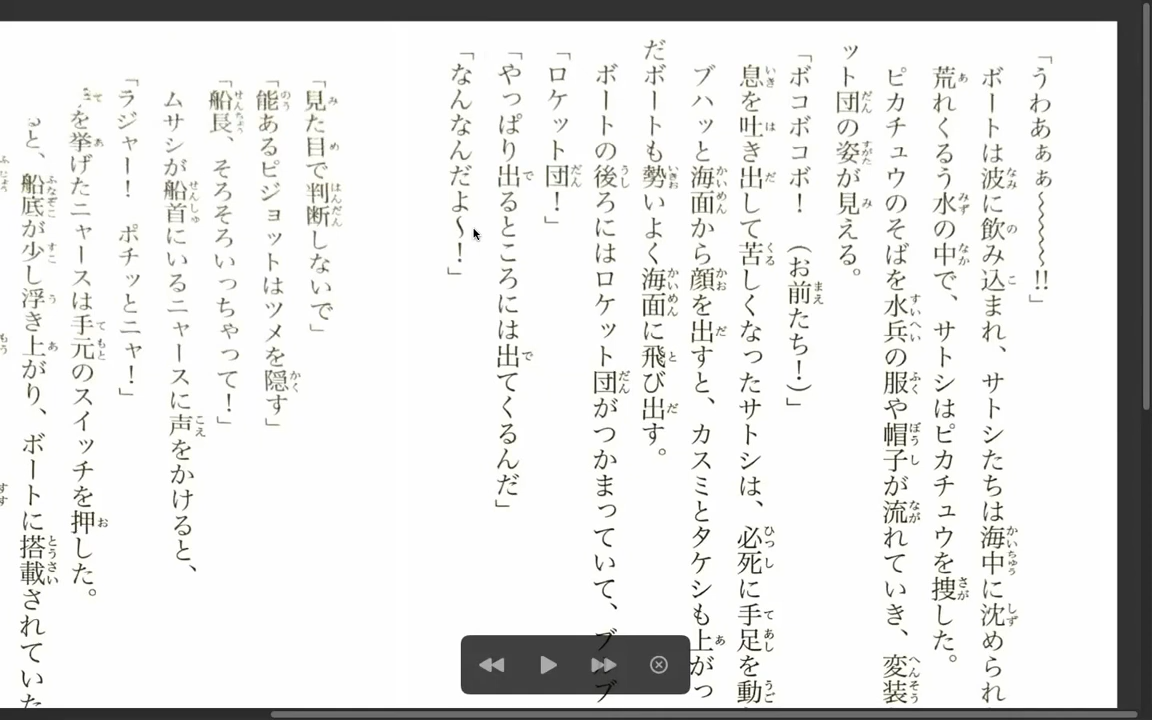 「うわあぁぁ〜〜〜〜!!」
ボートは波に飲み込まれ、サトシたちは海中に沈められ
荒れくるう水の中で、サトシはピカチュウを捜した。
ピカチュウのそばを水兵の服や帽子が流れていき、変装
ット団の姿が見える。
「ボコボコボ！　(お前たち！)」
息を吐き出して苦しくなったサトシは、必死に手足を動
ブハッと海面から顔を出すと、カスミとタケシも上がっ
だボートも勢いよく海面に飛び出す。
ボートの後ろにはロケット団がつかまっていて、ブ
「ロケット団！」
「やっぱり出るところには出てくるんだ」
「なんなんだよ〜！」
「見た目で判断しないで」
「能あるピジョットはツメを隠す」
「船長、そろそろいっちゃって！」
ムサシが船首にいるニャースに声をかけると、
「ラジャー！　ポチッとニャ！」
手を挙げたニャースは手元のスイッチを押した。
と、船底が少し浮き上がり、ボートに搭載されていた